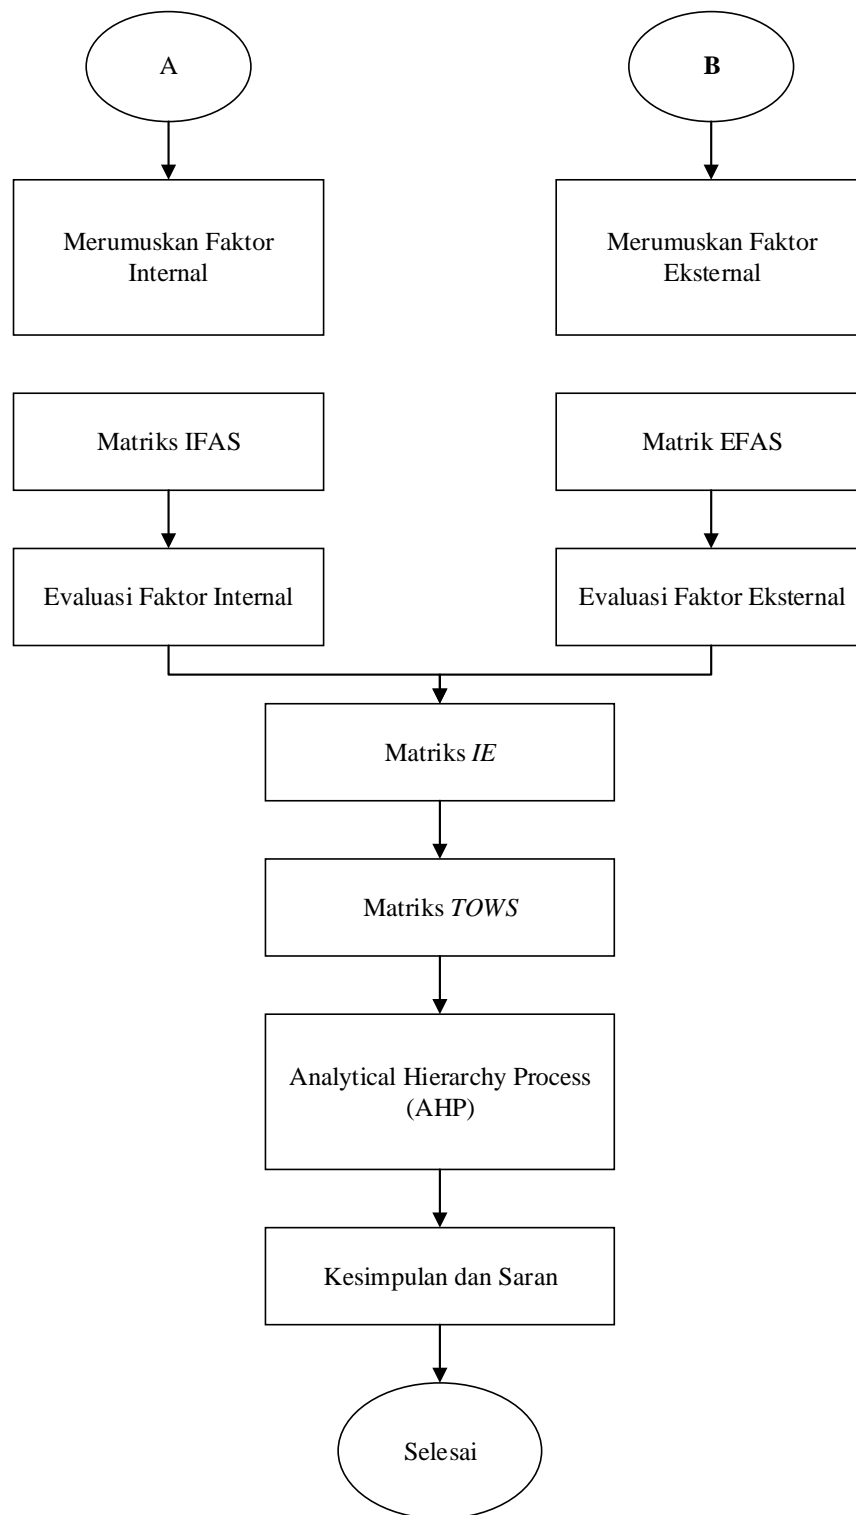 A
B
Merumuskan Faktor
Internal
Merumuskan Faktor
Eksternal
Matriks IFAS
Matrik EFAS
Evaluasi Faktor Internal
Evaluasi Faktor Eksternal
Matriks IE
Matriks TOWS
Analytical Hierarchy Process
(AHP)
Kesimpulan dan Saran
Selesai